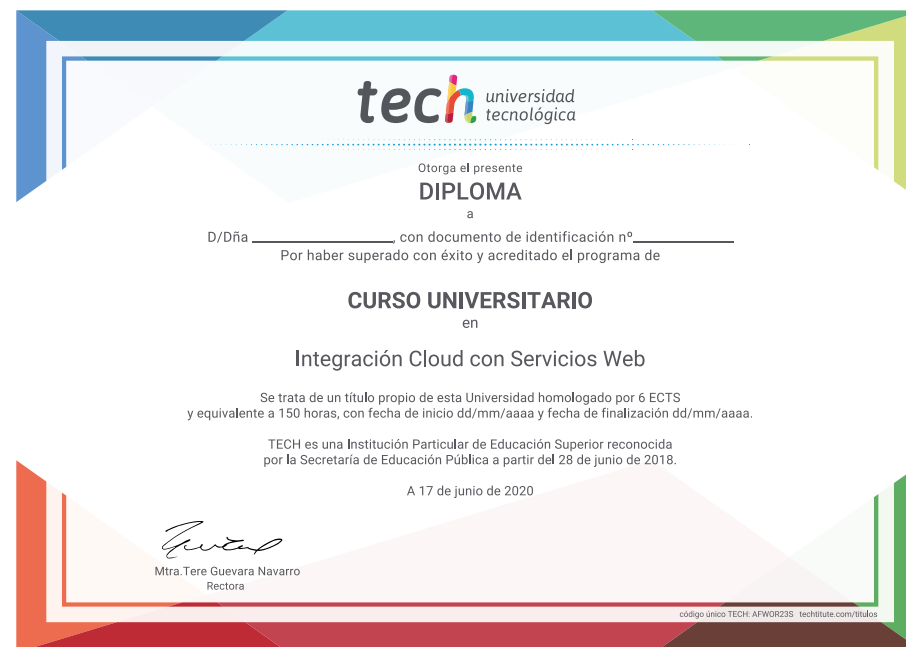 tech universidad
tecnológica
Otorga el presente
DIPLOMA
a
D/Dña ____________________, con documento de identificación nº______________
Por haber superado con éxito y acreditado el programa de
CURSO UNIVERSITARIO
en
Integración Cloud con Servicios Web
Se trata de un título propio de esta Universidad homologado por 6 ECTS
y equivalente a 150 horas, con fecha de inicio dd/mm/aaaa y fecha de finalización dd/mm/aaaa.
TECH es una Institución Particular de Educación Superior reconocida
por la Secretaría de Educación Pública a partir del 28 de junio de 2018.
A 17 de junio de 2020
Mtra.Tere Guevara Navarro
Rectora
código único TECH: AFWOR23S techtitute.com/titulos